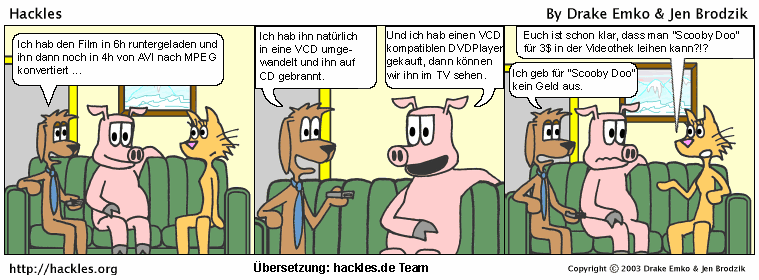 Hackles
By Drake Emko & Jen Brodzik
Ich hab den Film in 6h runtergeladen und
ihn dann noch in 4h von AVI nach MPEG
konvertiert ...
Ich hab ihn natürlich
in eine VCD umge-
wandelt und ihn auf
CD gebrannt.
Und ich hab einen VCD
kompatiblen DVDPlayer
gekauft, dann können
wir ihn im TV sehen.
Euch ist schon klar, dass man "Scooby Doo"
für 3$ in der Videothek leihen kann?!?
Ich geb für "Scooby Doo"
kein Geld aus.
http://hackles.org
Übersetzung: hackles.de Team
Copyright © 2003 Drake Emko & Jen Brodzik